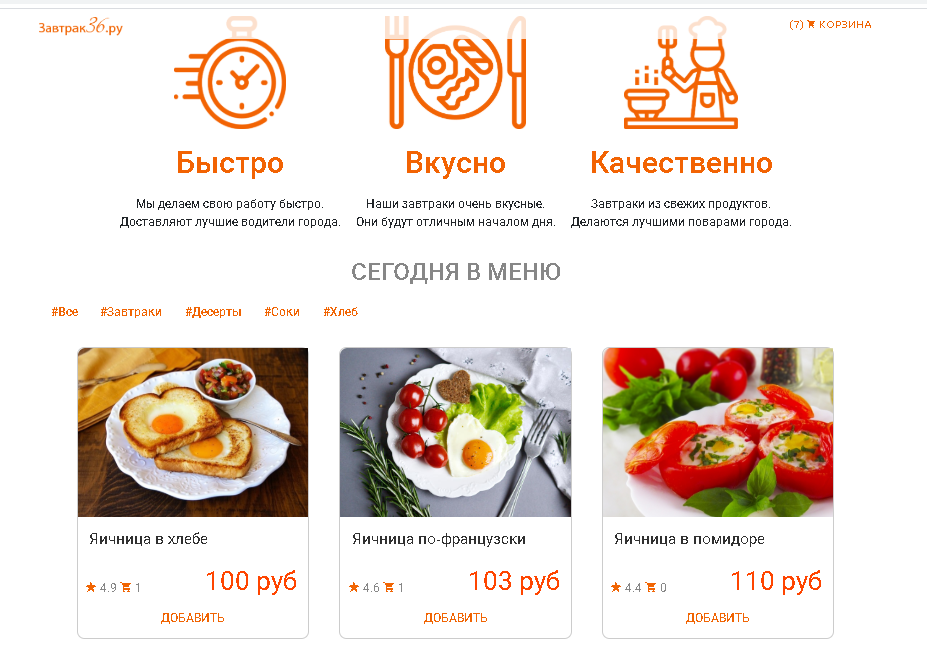 Завтрак36.ру
(7) КОРЗИНА
Быстро
Мы делаем свою работу быстро.
Доставляют лучшие водители города.
Вкусно
Наши завтраки очень вкусные.
Они будут отличным началом дня.
Качественно
Завтраки из свежих продуктов.
Делаются лучшими поварами города.
СЕГОДНЯ В МЕНЮ
#Все #Завтраки #Десерты #Соки #Хлеб
Яичница в хлебе
4.9 1 100 руб
ДОБАВИТЬ
Яичница по-французски
4.6 1 103 руб
ДОБАВИТЬ
Яичница в помидоре
4.4 0 110 руб
ДОБАВИТЬ